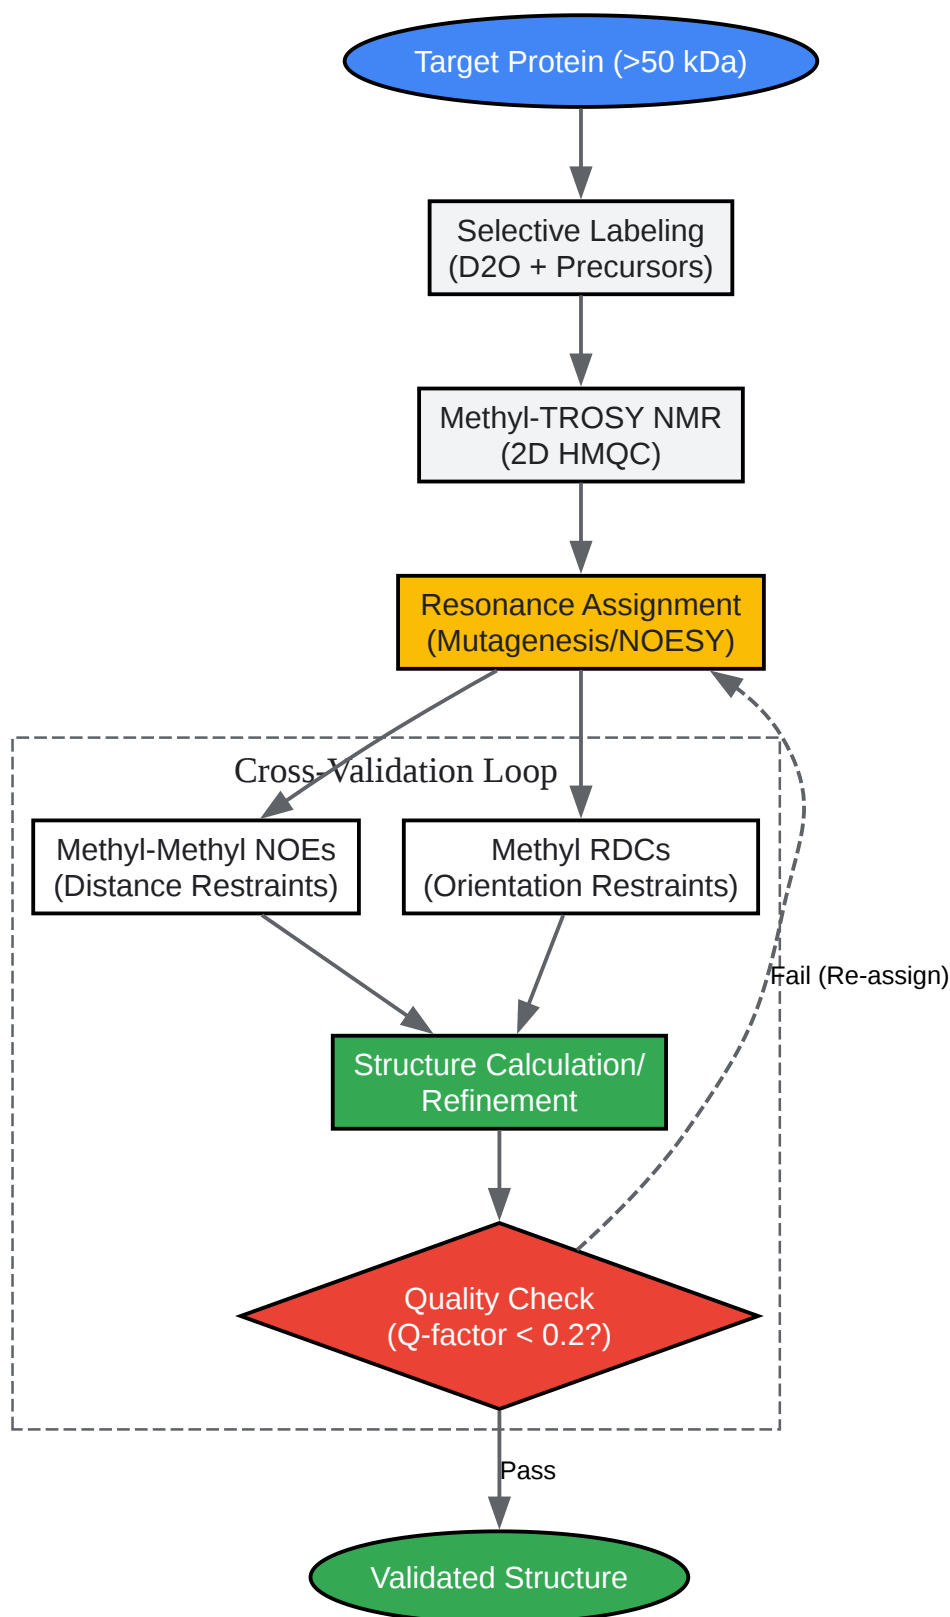 Target Protein (>50 kDa)
Selective Labeling
(D2O + Precursors)
Methyl-TROSY NMR
(2D HMQC)
Resonance Assignment
(Mutagenesis/NOESY)
Cross-Validation Loop
Methyl-Methyl NOEs
(Distance Restraints)
Methyl RDCs
(Orientation Restraints)
Fail (Re-assign)
Structure Calculation/
Refinement
Quality Check
(Q-factor < 0.2?)
Pass
Validated Structure